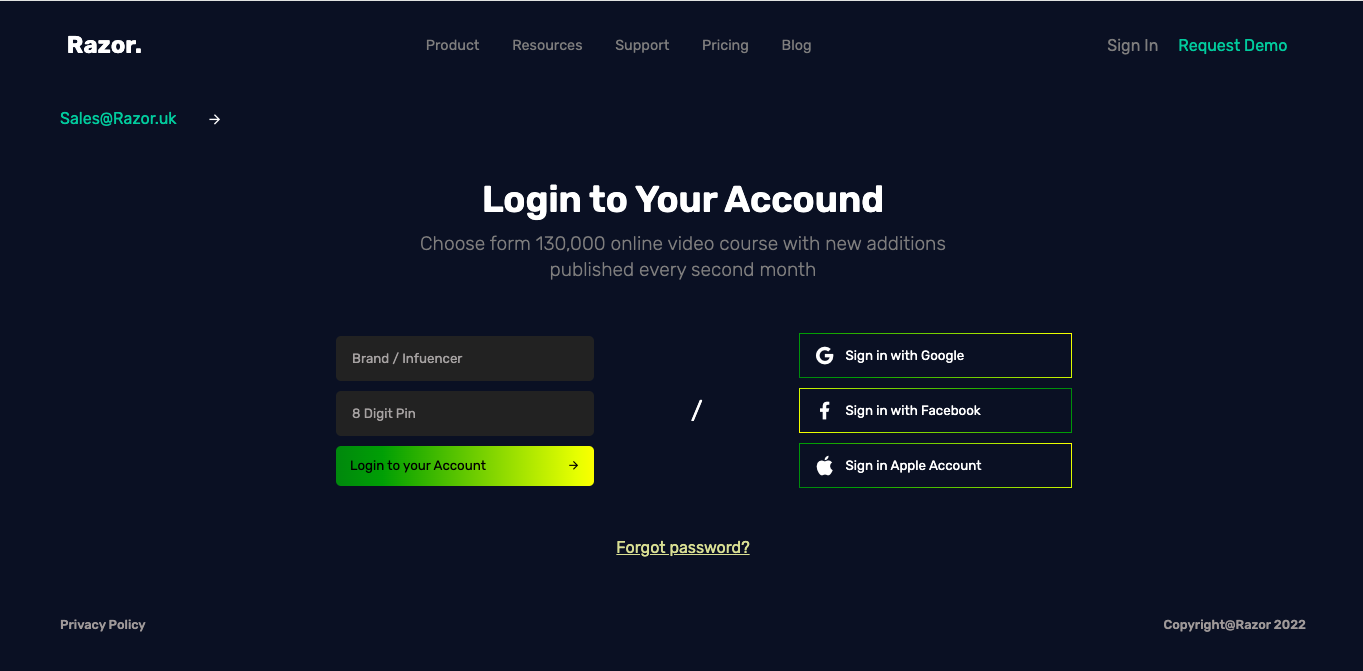 Razor.
Product Resources Support Pricing Blog
Sign In Request Demo
Sales@Razor.uk →
Login to Your Accound
Choose form 130,000 online video course with new additions
published every second month
Brand / Infuencer
8 Digit Pin
Login to your Account →
/
Sign in with Google
Sign in with Facebook
Sign in Apple Account
Forgot password?
Privacy Policy
Copyright@Razor 2022